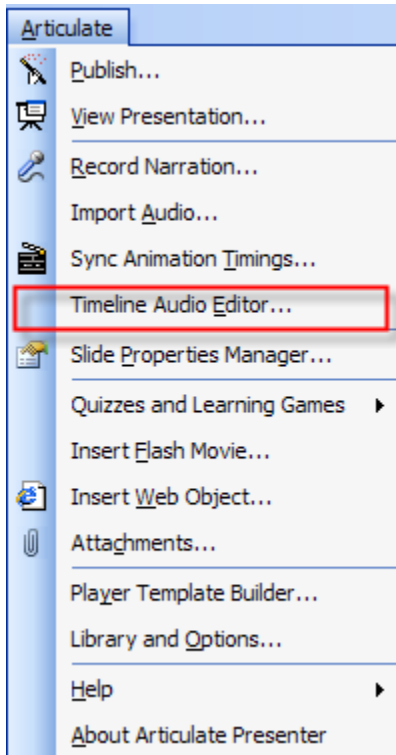 Articulate
Publish...
View Presentation...
Record Narration...
Import Audio...
Sync Animation Timings...
Timeline Audio Editor...
Slide Properties Manager...
Quizzes and Learning Games
Insert Flash Movie...
Insert Web Object...
Attachments...
Player Template Builder...
Library and Options...
Help
About Articulate Presenter